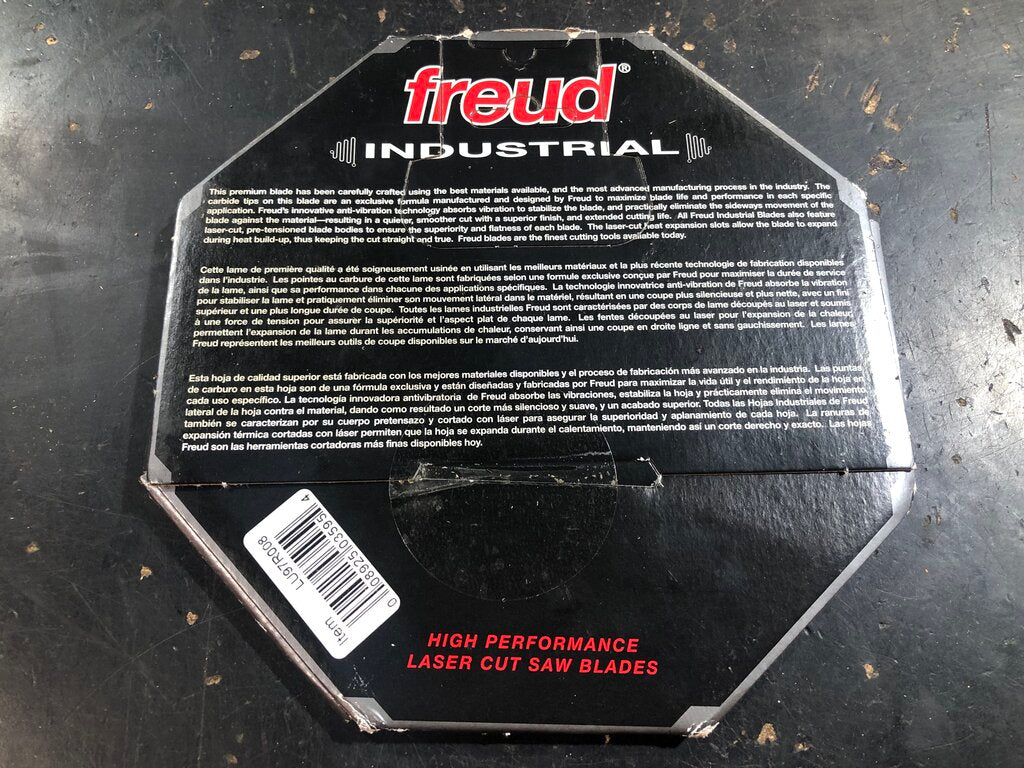 freud®
INDUSTRIAL
This premium blade has been carefully crafted using the best materials available, and the most advanced manufacturing process in the industry. The
carbide tips on this blade are an exclusive formula manufactured and designed by Freud to maximize blade life and performance in each specific
application. Freud's innovative anti-vibration technology absorbs vibration to stabilize the blade, and practically eliminate the sideways movement of the
blade against the material—resulting in a quieter, smoother cut with a superior finish, and extended cutting life. All Freud Industrial Blades also feature
laser-cut, pre-tensioned blade bodies to ensure the superiority and flatness of each blade. The laser-cut heat expansion slots allow the blade to expand
during heat build-up, thus keeping the cut straight and true. Freud blades are the finest cutting tools available today.
Cette lame de première qualité a été soigneusement usinée en utilisant les meilleurs matériaux et la plus récente technologie de fabrication disponibles
dans l'industrie. Les pointes au carbure de cette lame sont fabriquées selon une formule exclusive conçue par Freud pour maximiser la durée de service
de la lame, ainsi que sa performance dans chacune des applications spécifiques. La technologie innovatrice anti-vibration de Freud absorbe la vibration
pour stabiliser la lame et pratiquement éliminer son mouvement latéral dans le matériel, résultant en une coupe plus silencieuse et plus nette, avec un fini
supérieur et une plus longue durée de coupe. Toutes les lames industrielles Freud sont caractérisées par des corps de lame découpés au laser et soumis
à une force de tension pour assurer la supériorité et l'aspect plat de chaque lame. Les fentes découpées au laser pour l'expansion de la chaleur
permettent l'expansion de la lame durant les accumulations de chaleur, conservant ainsi une coupe en droite ligne et sans gauchissement. Les lames
Freud représentent les meilleurs outils de coupe disponibles sur le marché d'aujourd'hui.
Esta hoja de calidad superior está fabricada con los mejores materiales disponibles y el proceso de fabricación más avanzado en la industria. Las puntas
de carburo en esta hoja son de una fórmula exclusiva y están diseñadas y fabricadas por Freud para maximizar la vida útil y el rendimiento de la hoja en
cada uso específico. La tecnología innovadora antivibratoria de Freud absorbe las vibraciones, estabiliza la hoja y prácticamente elimina el movimiento
lateral de la hoja contra el material, dando como resultado un corte más silencioso y suave, y un acabado superior. Todas las Hojas Industriales de Freud
también se caracterizan por su cuerpo pretensazo y cortado con láser para asegurar la superioridad y aplanamiento de cada hoja. La ranuras de
expansión térmica cortadas con láser permiten que la hoja se expanda durante el calentamiento, manteniendo así un corte derecho y exacto. Las hojas
Freud son las herramientas cortadoras más finas disponibles hoy.
Item LU97R008
0 08925 03595 4
HIGH PERFORMANCE
LASER CUT SAW BLADES